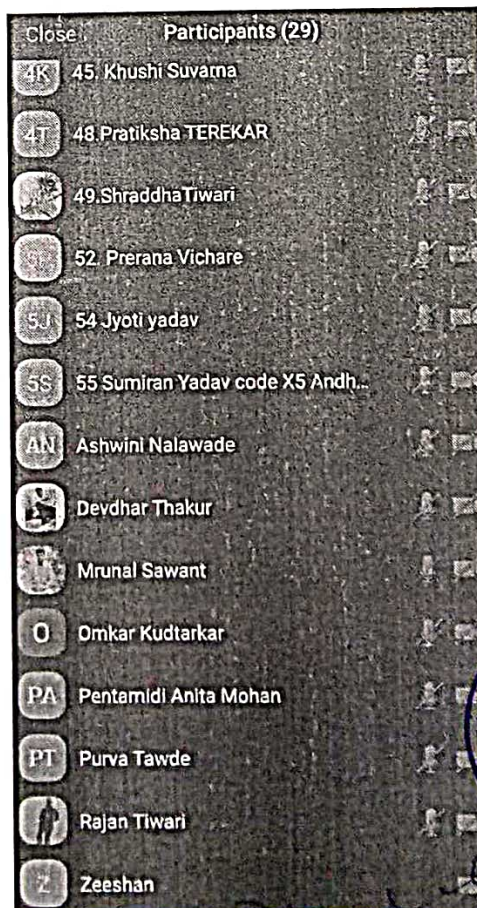 Close Participants (29)
4K 45. Khushi Suvarna
4T 48.Pratiksha TEREKAR
49.ShraddhaTiwari
52. Prerana Vichare
5J 54 Jyoti yadav
5S 55 Sumiran Yadav code X5 Andh...
AN Ashwini Nalawade
Devdhar Thakur
Mrunal Sawant
O Omkar Kudtarkar
PA Pentamidi Anita Mohan
PT Purva Tawde
Rajan Tiwari
Z Zeeshan